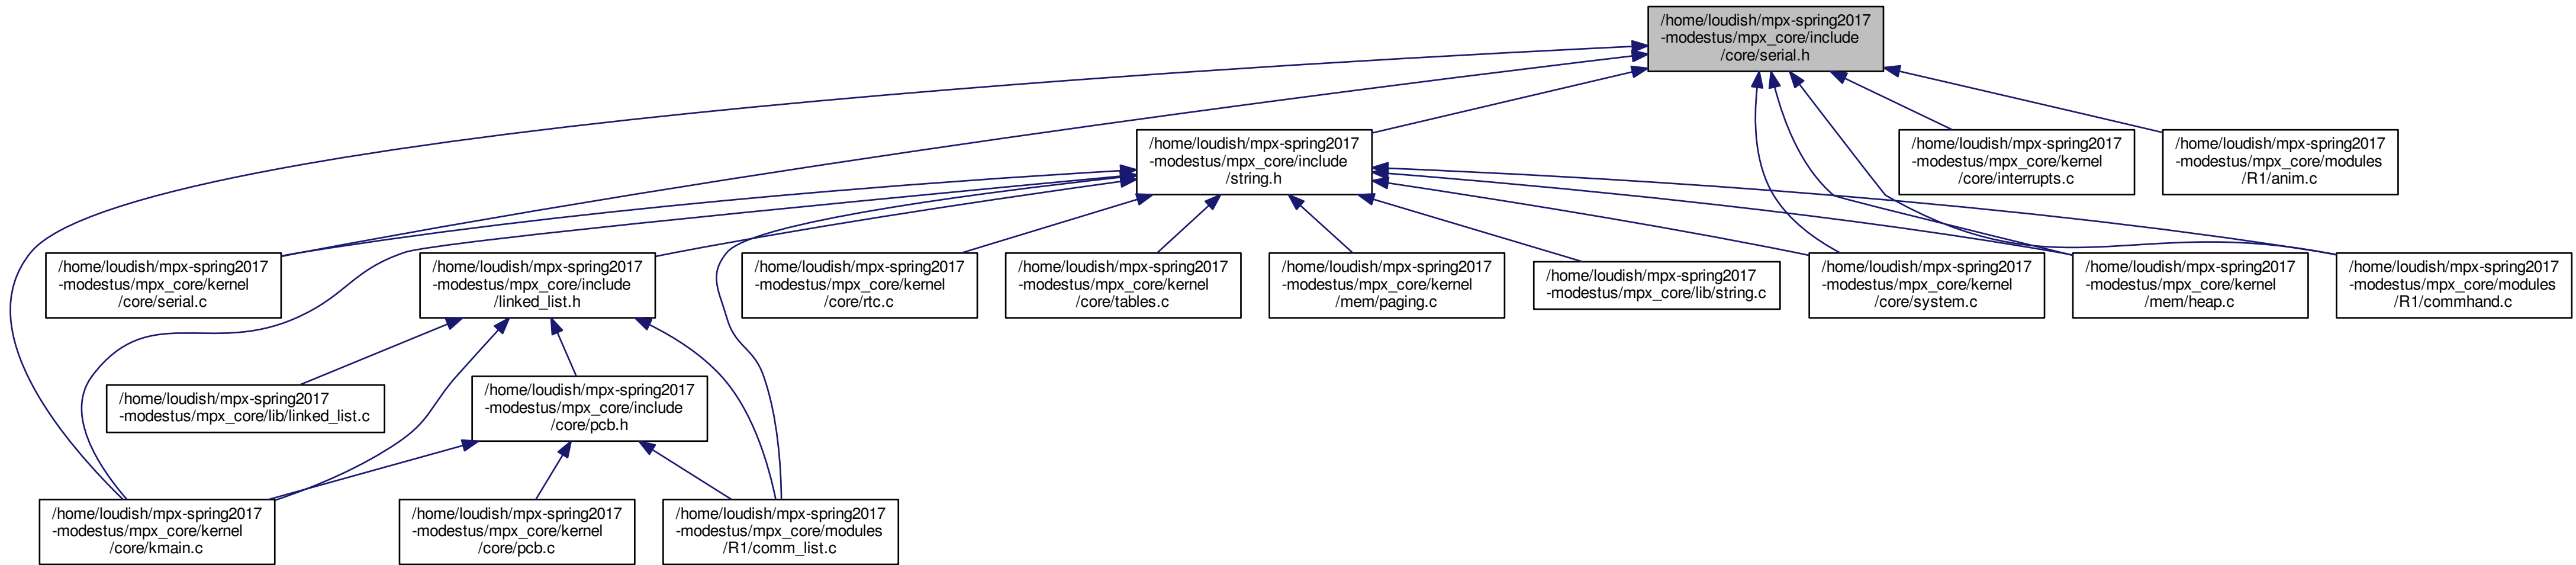 /home/loudish/mpx-spring2017
-modestus/mpx_core/include
/core/serial.h
/home/loudish/mpx-spring2017
-modestus/mpx_core/include
/string.h
/home/loudish/mpx-spring2017
-modestus/mpx_core/kernel
/core/interrupts.c
/home/loudish/mpx-spring2017
-modestus/mpx_core/modules
/R1/anim.c
/home/loudish/mpx-spring2017
-modestus/mpx_core/kernel
/core/serial.c
/home/loudish/mpx-spring2017
-modestus/mpx_core/include
/linked_list.h
/home/loudish/mpx-spring2017
-modestus/mpx_core/kernel
/core/rtc.c
/home/loudish/mpx-spring2017
-modestus/mpx_core/kernel
/core/tables.c
/home/loudish/mpx-spring2017
-modestus/mpx_core/kernel
/mem/paging.c
/home/loudish/mpx-spring2017
-modestus/mpx_core/lib/string.c
/home/loudish/mpx-spring2017
-modestus/mpx_core/kernel
/core/system.c
/home/loudish/mpx-spring2017
-modestus/mpx_core/kernel
/mem/heap.c
/home/loudish/mpx-spring2017
-modestus/mpx_core/modules
/R1/commhand.c
/home/loudish/mpx-spring2017
-modestus/mpx_core/lib/linked_list.c
/home/loudish/mpx-spring2017
-modestus/mpx_core/include
/core/pcb.h
/home/loudish/mpx-spring2017
-modestus/mpx_core/kernel
/core/kmain.c
/home/loudish/mpx-spring2017
-modestus/mpx_core/kernel
/core/pcb.c
/home/loudish/mpx-spring2017
-modestus/mpx_core/modules
/R1/comm_list.c